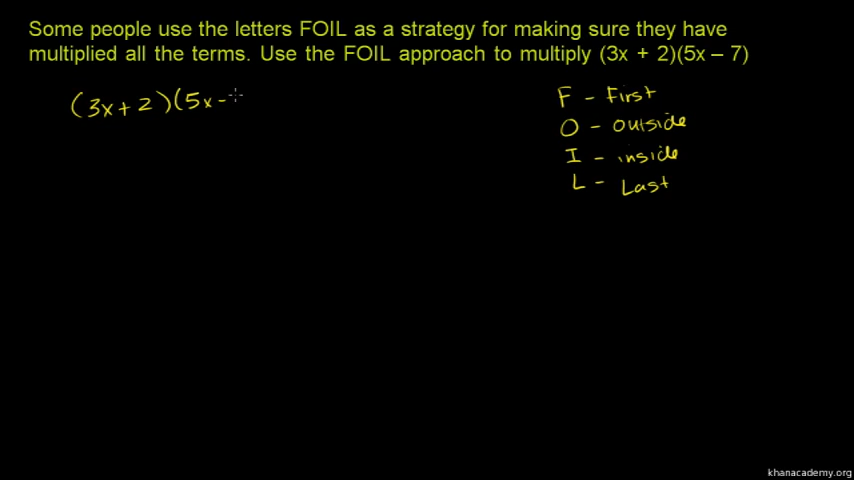 Some people use the letters FOIL as a strategy for making sure they have
multiplied all the terms. Use the FOIL approach to multiply (3x + 2)(5x – 7)
(3x + 2)(5x -
F - First
O - outside
I - inside
L - Last
khanacademy.org